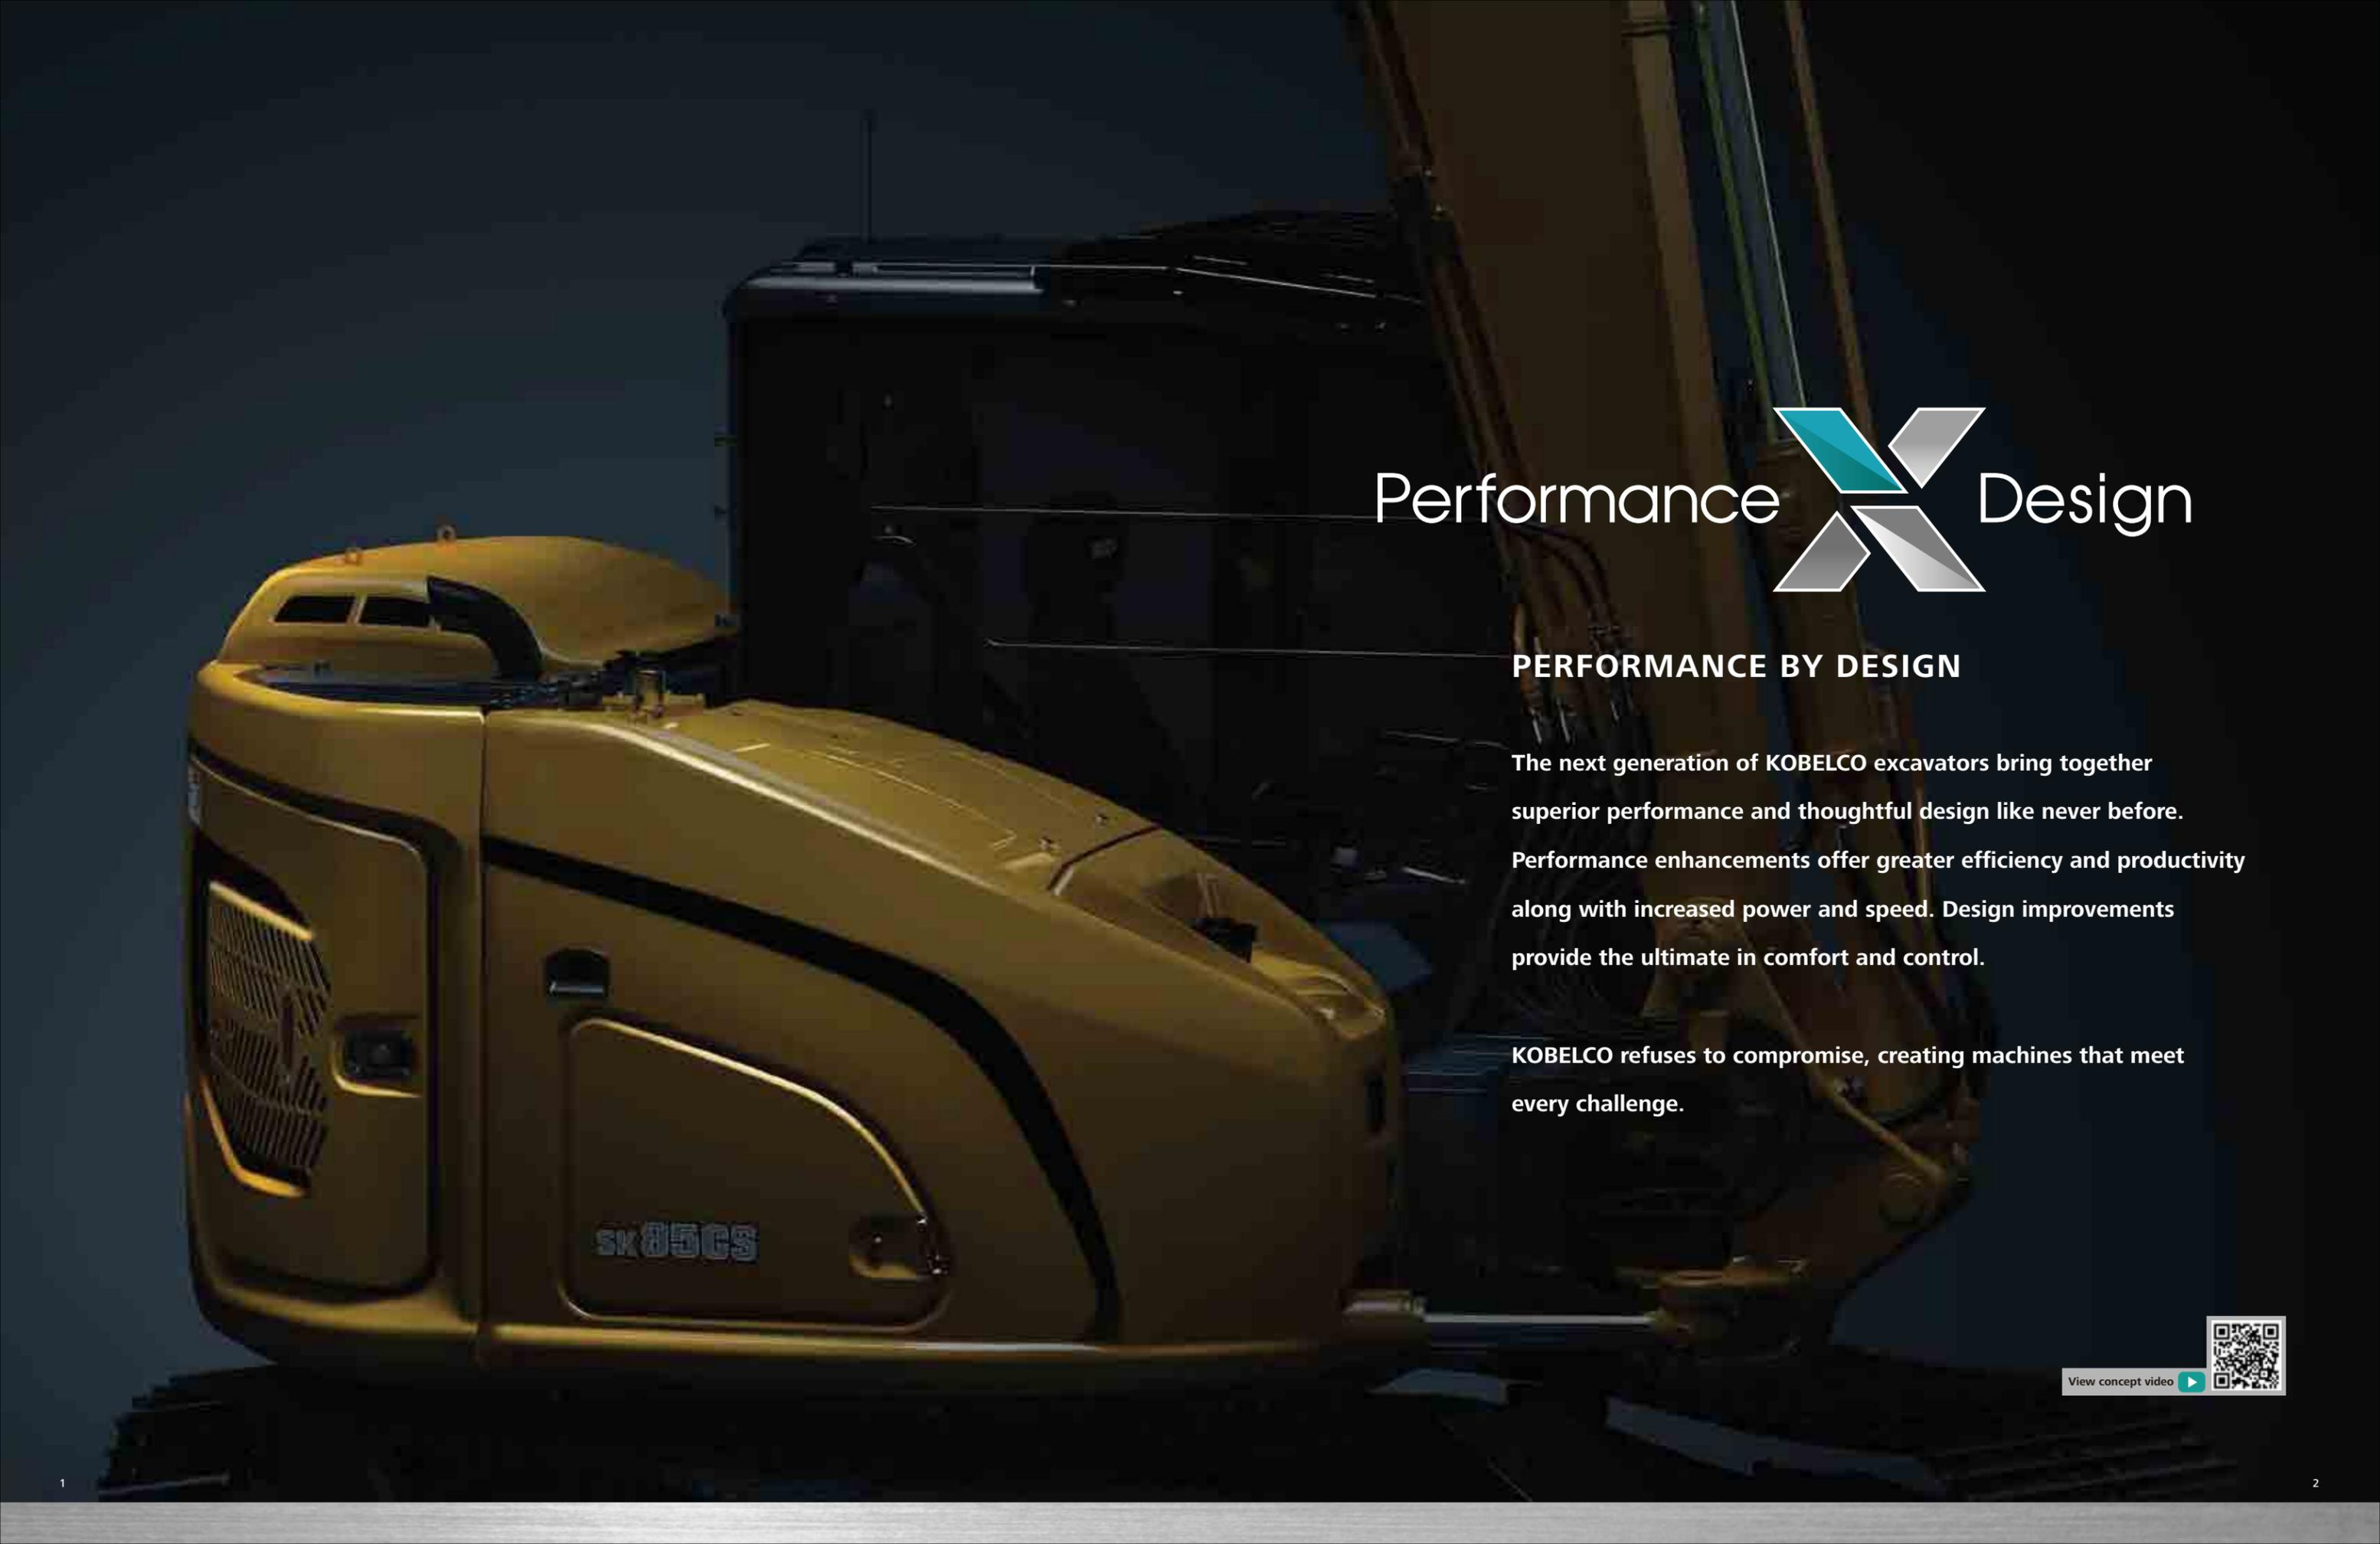 Performance X Design
PERFORMANCE BY DESIGN
The next generation of KOBELCO excavators bring together
superior performance and thoughtful design like never before.
Performance enhancements offer greater efficiency and productivity
along with increased power and speed. Design improvements
provide the ultimate in comfort and control.
KOBELCO refuses to compromise, creating machines that meet
every challenge.
SK85CS
View concept video
1
2